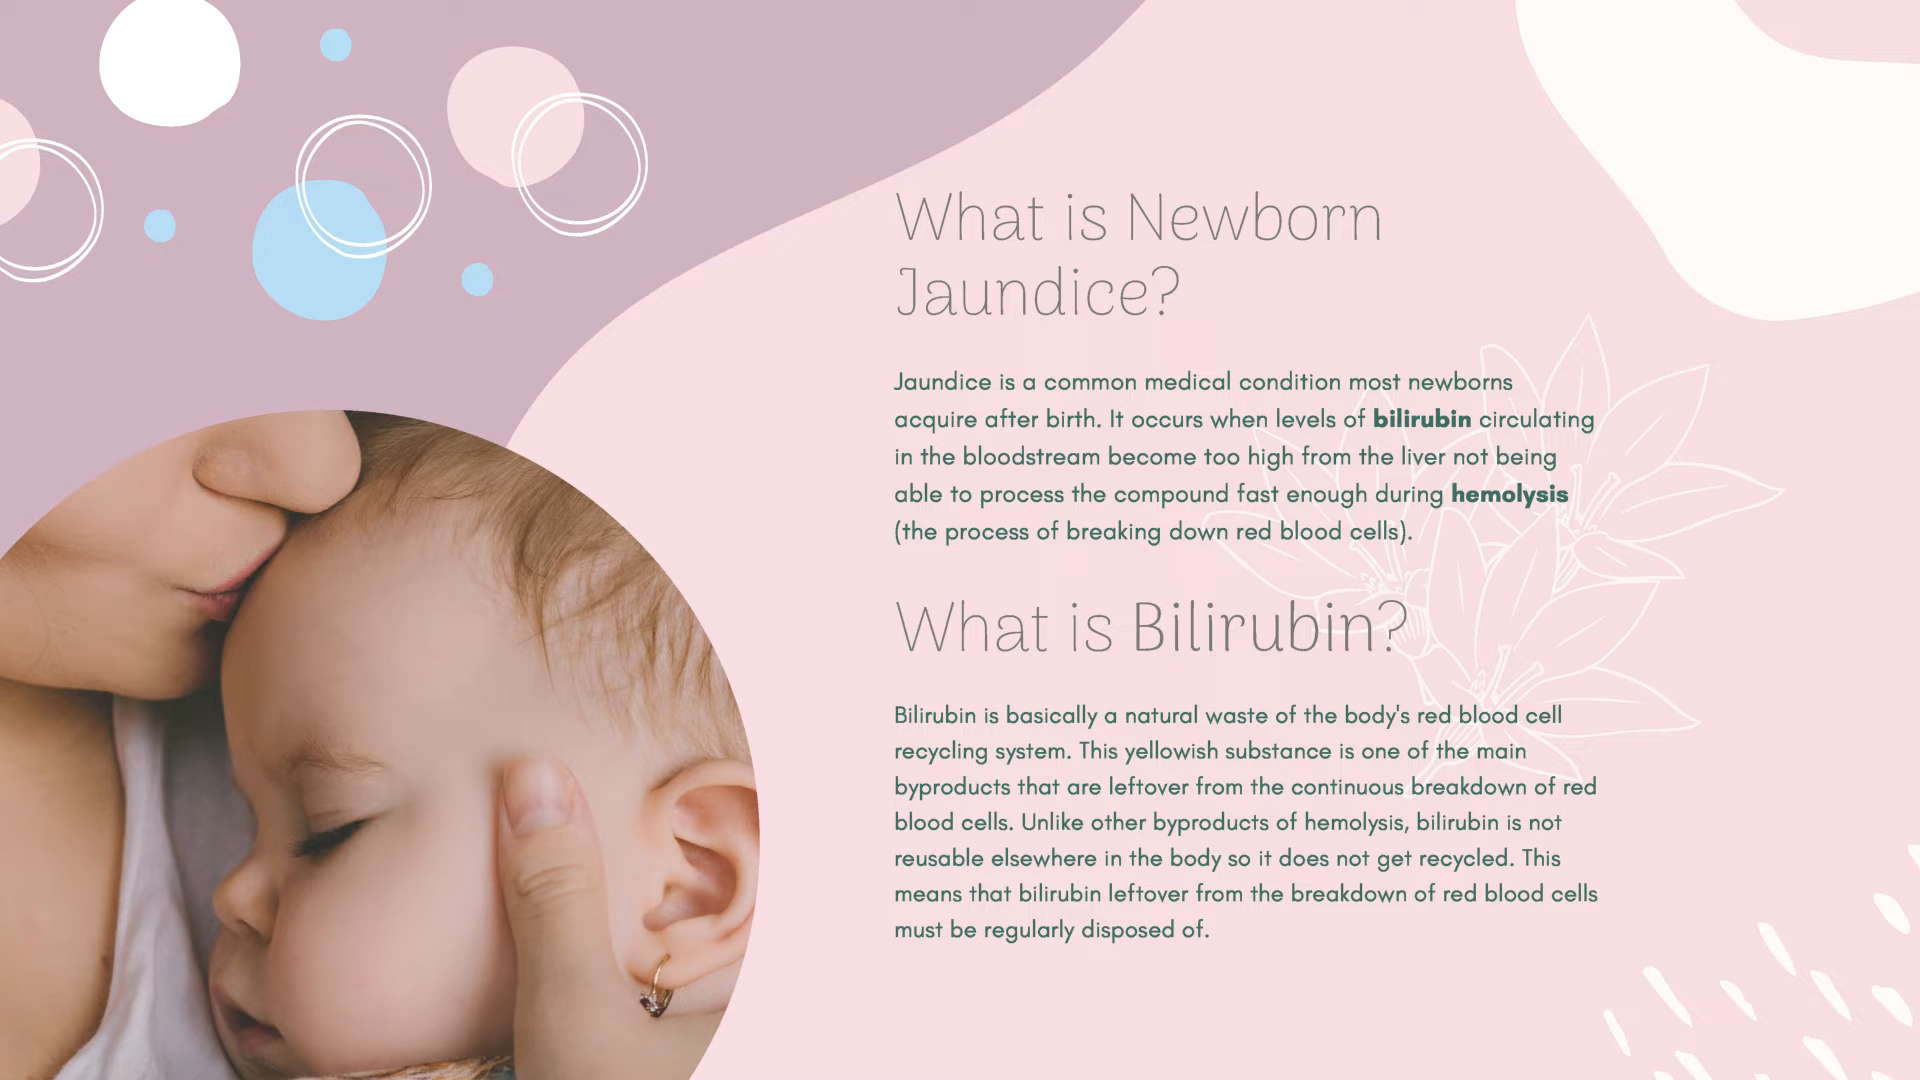 What is Newborn
Jaundice?
Jaundice is a common medical condition most newborns
acquire after birth. It occurs when levels of bilirubin circulating
in the bloodstream become too high from the liver not being
able to process the compound fast enough during hemolysis
(the process of breaking down red blood cells).
What is Bilirubin?
Bilirubin is basically a natural waste of the body's red blood cell
recycling system. This yellowish substance is one of the main
byproducts that are leftover from the continuous breakdown of red
blood cells. Unlike other byproducts of hemolysis, bilirubin is not
reusable elsewhere in the body so it does not get recycled. This
means that bilirubin leftover from the breakdown of red blood cells
must be regularly disposed of.